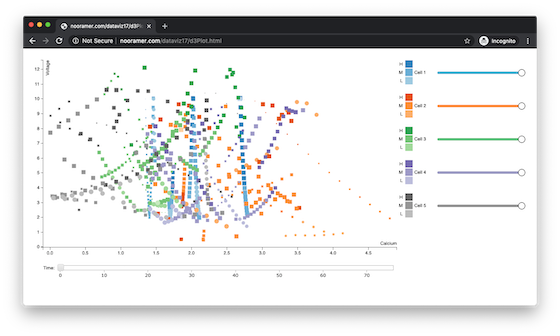 nooramer.com/dataviz17/d3Plot.html
Not Secure | nooramer.com/dataviz17/d3Plot.html
Incognito
Voltage
12
11
10
9
8
7
6
5
4
3
2
1
0
0.0 0.5 1.0 1.5 2.0 2.5 3.0 3.5 4.0 4.5
Calcium
Time:
0 10 20 30 40 50 60 70
H
M Cell 1
L
H
M Cell 2
L
H
M Cell 3
L
H
M Cell 4
L
H
M Cell 5
L